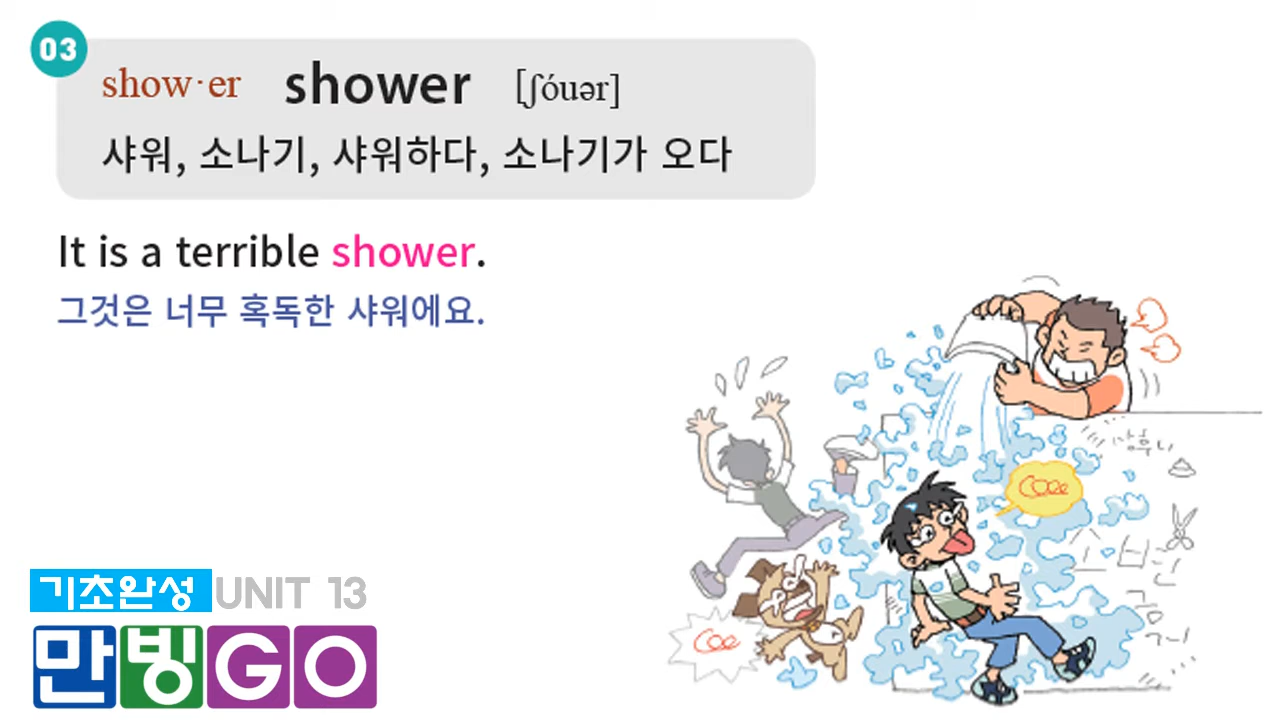 03
show·er shower [ʃóuər]
샤워, 소나기, 샤워하다, 소나기가 오다
It is a terrible shower.
그것은 너무 혹독한 샤워에요.
기초완성 UNIT 13
만빙GO